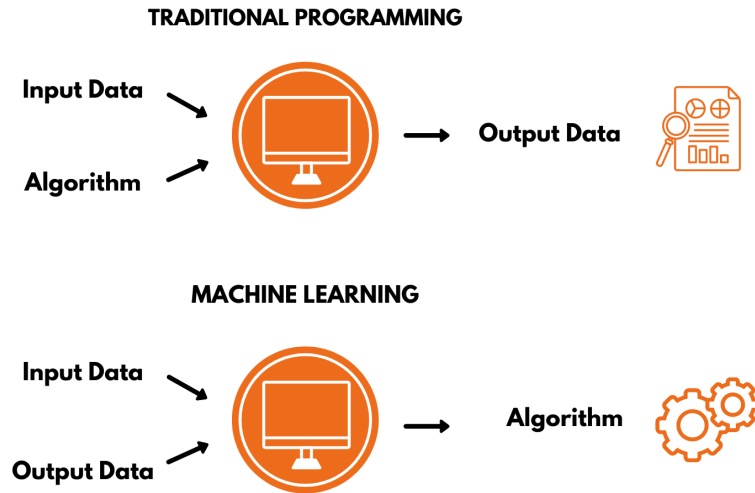 TRADITIONAL PROGRAMMING
Input Data
Algorithm
Output Data
MACHINE LEARNING
Input Data
Output Data
Algorithm